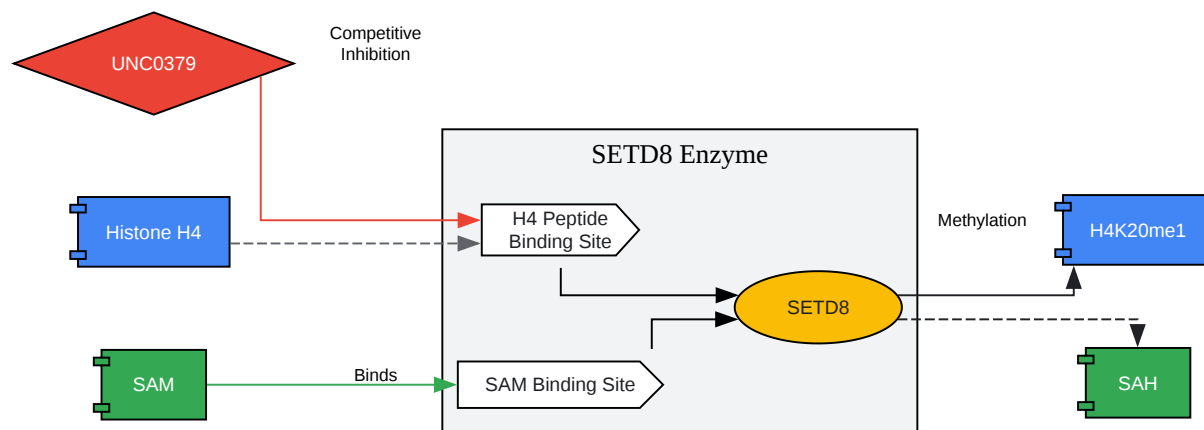 UNC0379
Competitive
Inhibition
SETD8 Enzyme
Histone H4
H4 Peptide
Binding Site
Methylation
H4K20me1
SETD8
SAM
Binds
SAM Binding Site
SAH